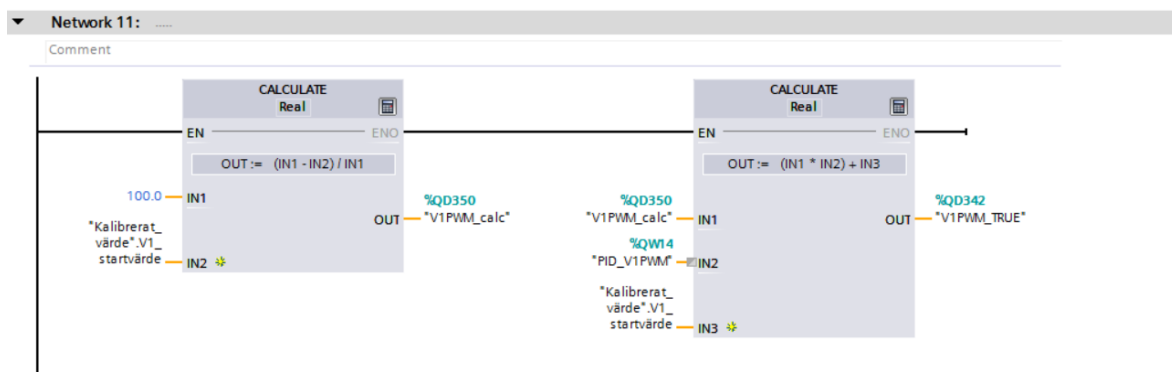 Network 11: .....
Comment
CALCULATE
Real
EN
ENO
OUT := (IN1 - IN2) / IN1
100.0
IN1
"Kalibrerat_
värde".V1_
startvärde
IN2
%QD350
"V1PWM_calc"
OUT
CALCULATE
Real
EN
ENO
OUT := (IN1 * IN2) + IN3
%QD350
"V1PWM_calc"
IN1
%QW14
"PID_V1PWM"
IN2
"Kalibrerat_
värde".V1_
startvärde
IN3
%QD342
"V1PWM_TRUE"
OUT